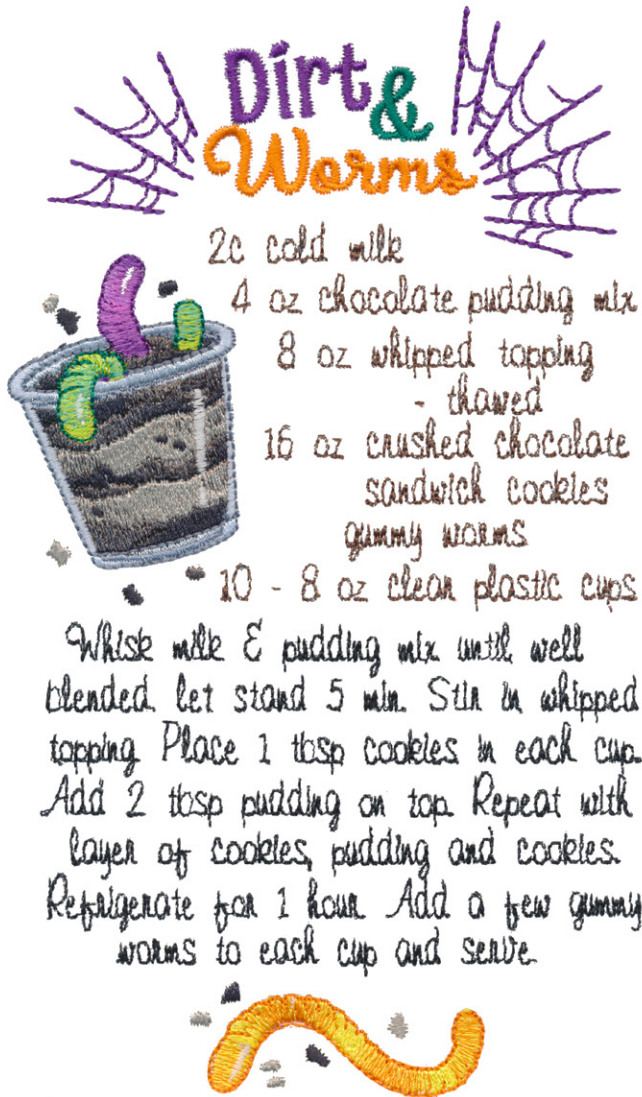 Dirt &
Worms
2c cold milk
4 oz chocolate pudding mix
8 oz whipped topping
- thawed
16 oz crushed chocolate
sandwich cookies
gummy worms
10 - 8 oz clear plastic cups
Whisk milk & pudding mix until well
blended. let stand 5 min. Stir in whipped
topping. Place 1 tbsp cookies in each cup.
Add 2 tbsp pudding on top. Repeat with
layer of cookies, pudding and cookies.
Refrigerate for 1 hour. Add a few gummy
worms to each cup and serve.